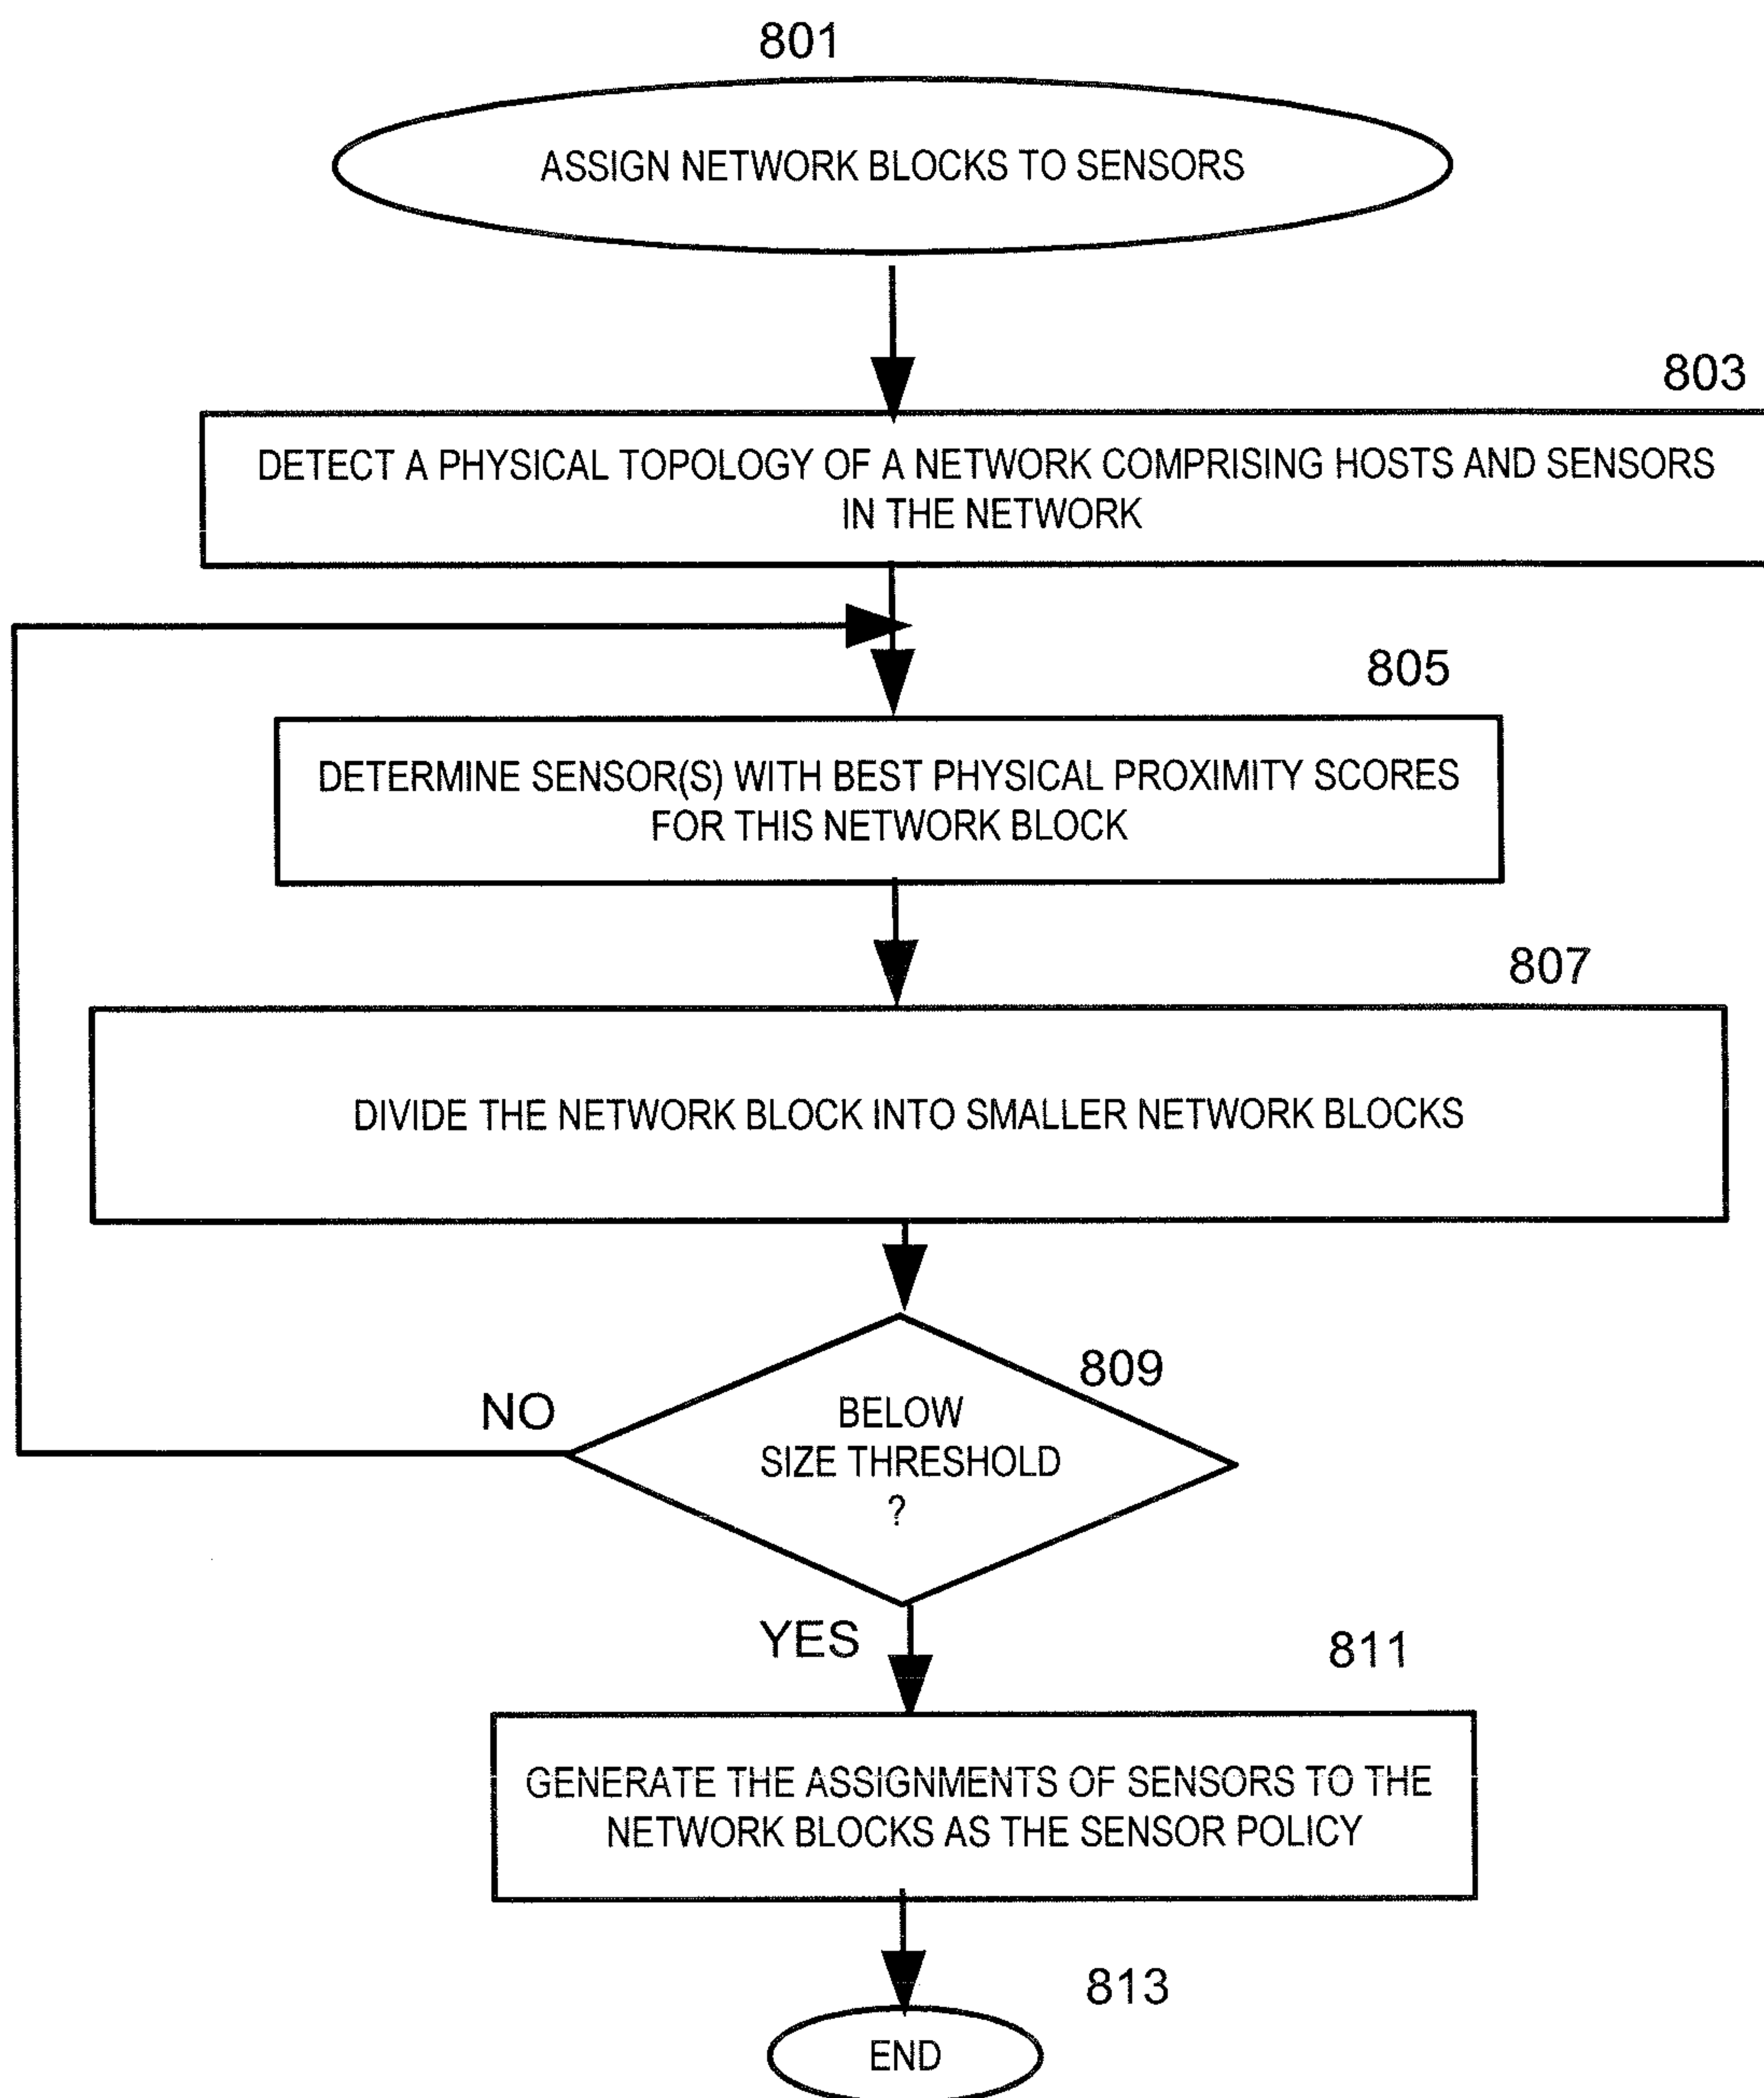 801
ASSIGN NETWORK BLOCKS TO SENSORS
803
DETECT A PHYSICAL TOPOLOGY OF A NETWORK COMPRISING HOSTS AND SENSORS
IN THE NETWORK
805
DETERMINE SENSOR(S) WITH BEST PHYSICAL PROXIMITY SCORES
FOR THIS NETWORK BLOCK
807
DIVIDE THE NETWORK BLOCK INTO SMALLER NETWORK BLOCKS
809
NO
BELOW
SIZE THRESHOLD
?
YES
811
GENERATE THE ASSIGNMENTS OF SENSORS TO THE
NETWORK BLOCKS AS THE SENSOR POLICY
813
END